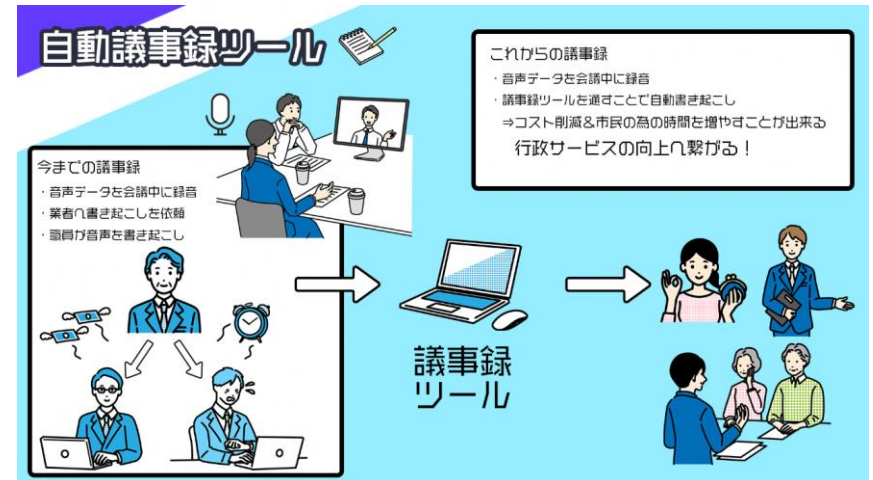 自動議事録ツール
これからの議事録
・音声データを会議中に録音
・議事録ツールを通すことで自動書き起こし
⇒コスト削減&市民の為の時間を増やすことが出来る
行政サービスの向上へ繋がる！
今までの議事録
・音声データを会議中に録音
・業者へ書き起こしを依頼
・職員が音声を書き起こし
議事録
ツール